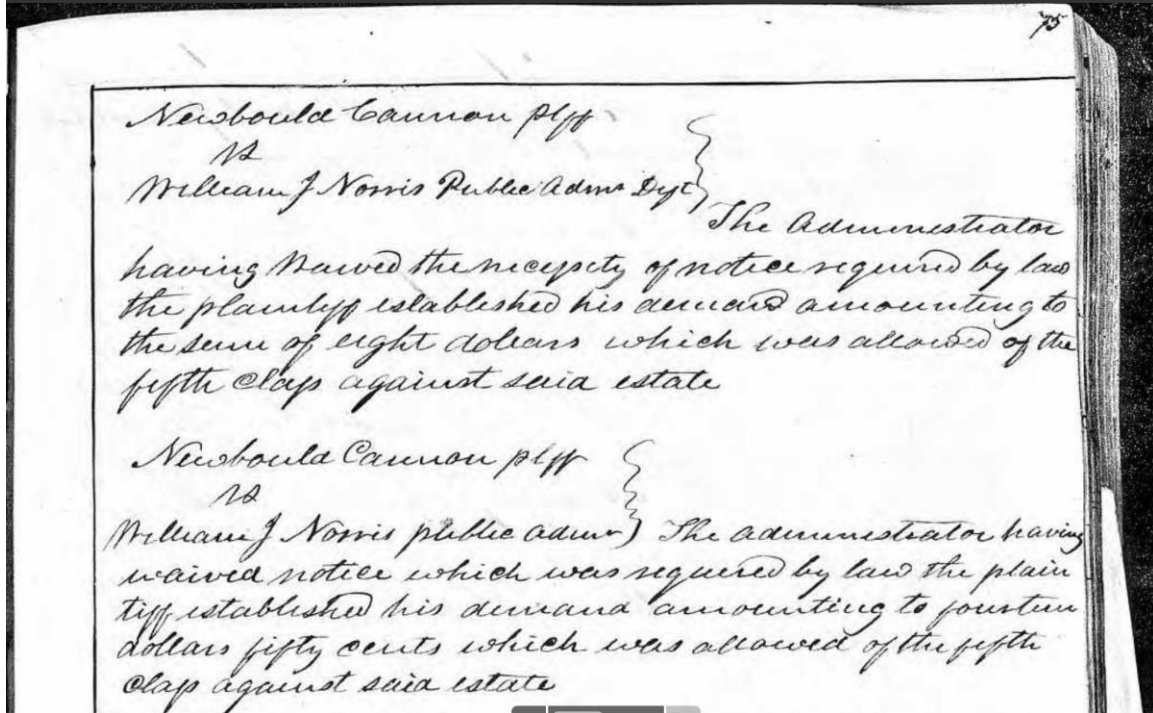 75
Newbould Cannon plff
vs
William J Norris Public Admr Dft
The Administrator
having waived the necessity of notice required by law
the plaintiff established his demand amounting to
the sum of eight dollars which was allowed of the
fifth class against said estate
Newbould Cannon plff
vs
William J Norris public admr The administrator having
waived notice which was required by law the plain
tiff established his demand amounting to fourteen
dollars fifty cents which was allowed of the fifth
class against said estate